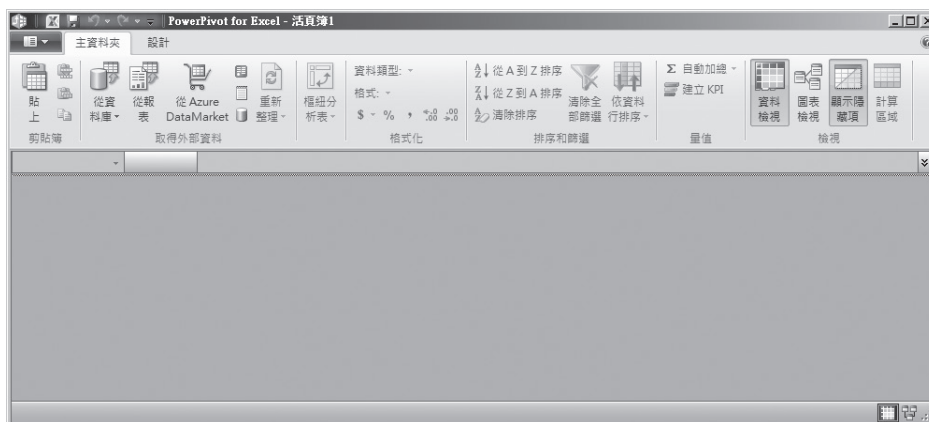 PowerPivot for Excel - 活頁簿1
主資料夾 設計
貼上
剪貼簿
從資料庫
從報表
從 Azure DataMarket
重新整理
取得外部資料
樞紐分析表
資料類型:
格式:
$ % , .00 .00
格式化
從 A 到 Z 排序
從 Z 到 A 排序
清除排序
清除全部篩選
依資料行排序
排序和篩選
Σ 自動加總
建立 KPI
量值
資料檢視
圖表檢視
顯示隱藏項
計算區域
檢視